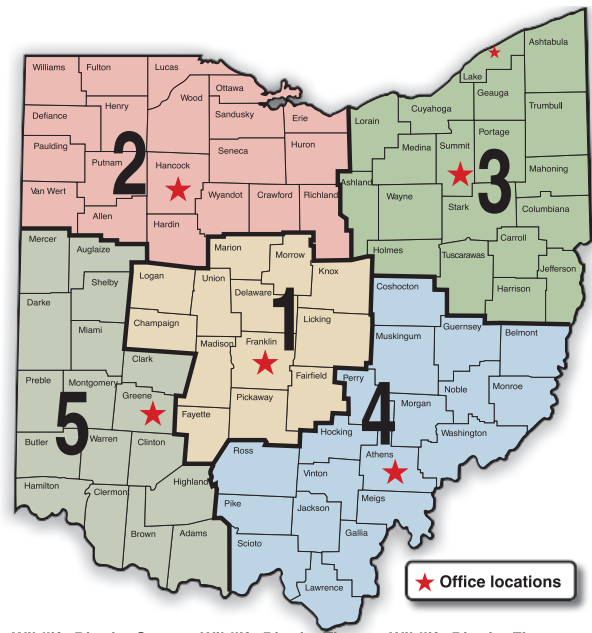 Ashtabula
Williams
Fulton
Lucas
Lake
Geauga
Ottawa
Wood
Henry
Cuyahoga
Trumbull
Defiance
Sandusky
Erie
Lorain
Portage
Paulding
Huron
Medina
Summit
Seneca
Putnam
Hancock
2
3
Mahoning
Ashland
Van Wert
Wyandot
Crawford
Richland
Wayne
Stark
Columbiana
Allen
Hardin
Mercer
Auglaize
Marion
Morrow
Holmes
Tuscarawas
Carroll
Jefferson
Logan
Union
Knox
Shelby
Delaware
Coshocton
Harrison
Darke
1
Champaign
Licking
Miami
Guernsey
Belmont
Muskingum
Madison
Franklin
Clark
Preble
Montgomery
Fairfield
Perry
Greene
Pickaway
Noble
Monroe
Morgan
4
5
Fayette
Butler
Warren
Clinton
Hocking
Washington
Ross
Athens
Hamilton
Clermont
Highland
Vinton
Meigs
Pike
Jackson
Brown
Adams
Scioto
Gallia
Lawrence
Office locations